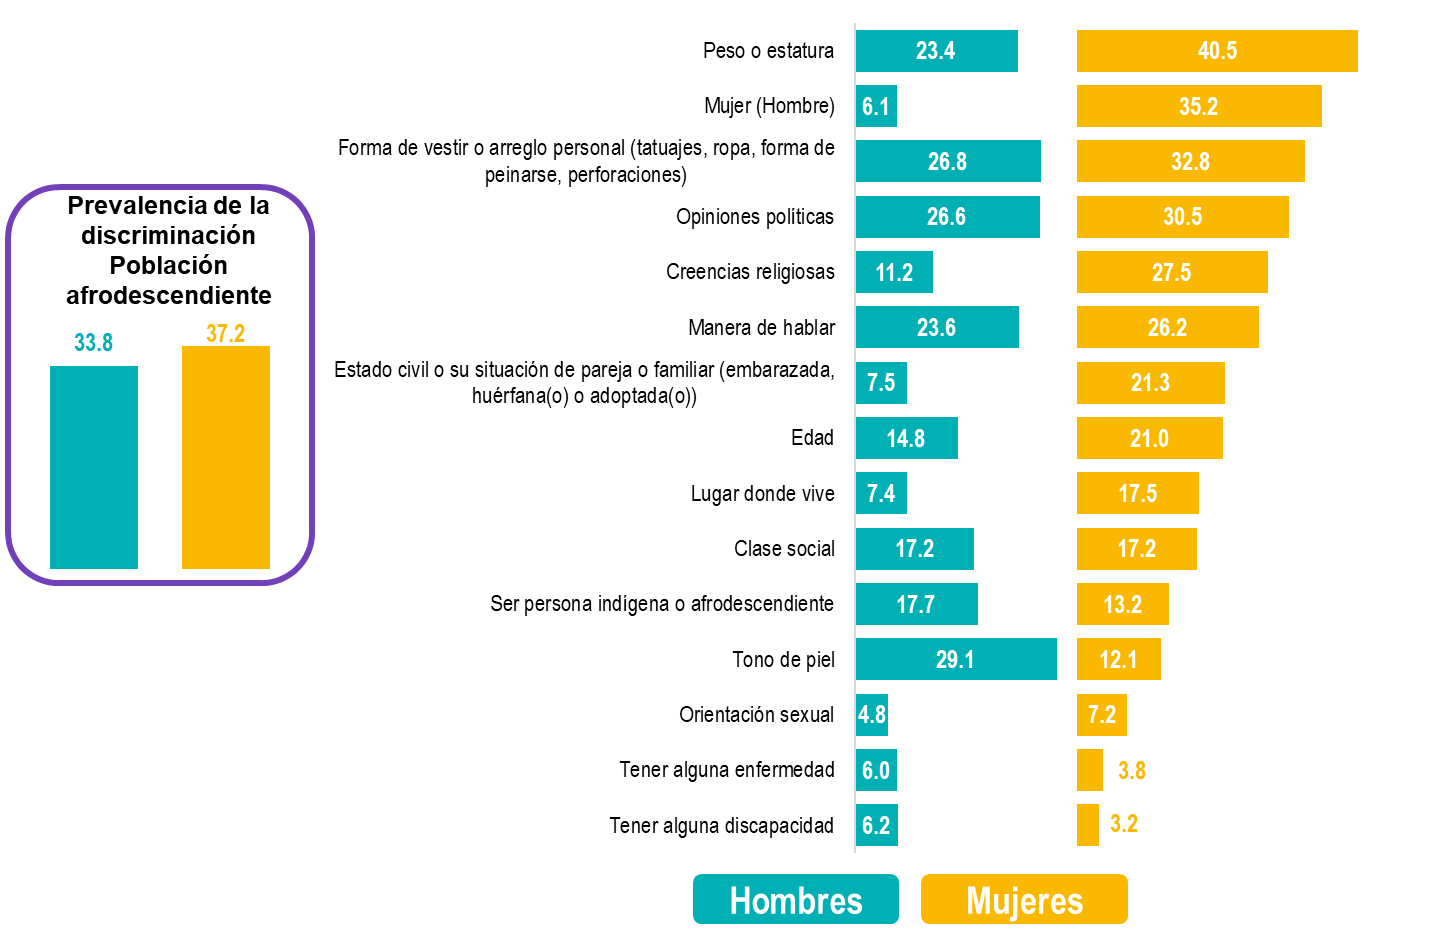 Prevalencia de la
discriminación
Población
afrodescendiente
33.8
37.2
Peso o estatura
23.4
40.5
Mujer (Hombre)
6.1
35.2
Forma de vestir o arreglo personal (tatuajes, ropa, forma de
peinarse, perforaciones)
26.8
32.8
Opiniones políticas
26.6
30.5
Creencias religiosas
11.2
27.5
Manera de hablar
23.6
26.2
Estado civil o su situación de pareja o familiar (embarazada,
huérfana(o) o adoptada(o))
7.5
21.3
Edad
14.8
21.0
Lugar donde vive
7.4
17.5
Clase social
17.2
17.2
Ser persona indígena o afrodescendiente
17.7
13.2
Tono de piel
29.1
12.1
Orientación sexual
4.8
7.2
Tener alguna enfermedad
6.0
3.8
Tener alguna discapacidad
6.2
3.2
Hombres
Mujeres